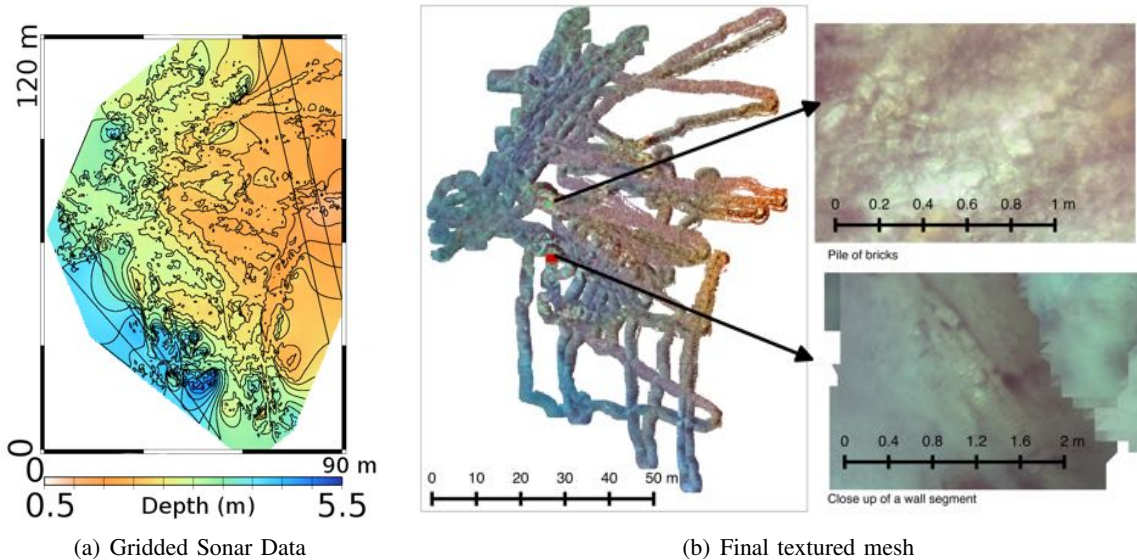 120 m
0
0
90 m
0.5
Depth (m)
5.5
(a) Gridded Sonar Data
0 10 20 30 40 50 m
0 0.2 0.4 0.6 0.8 1 m
Pile of bricks
0 0.4 0.8 1.2 1.6 2 m
Close up of a wall segment
(b) Final textured mesh